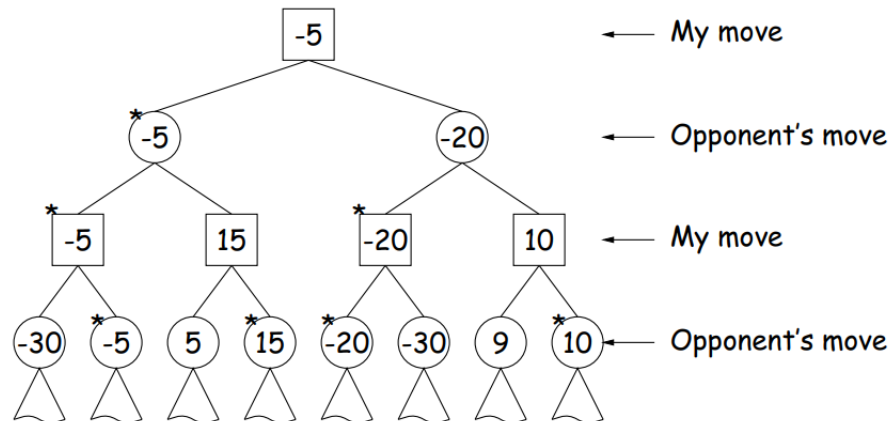 -5 My move
* -5 -20 Opponent's move
* -5 15 * -20 10 My move
-30 * -5 5 * 15 * -20 -30 9 * 10 Opponent's move